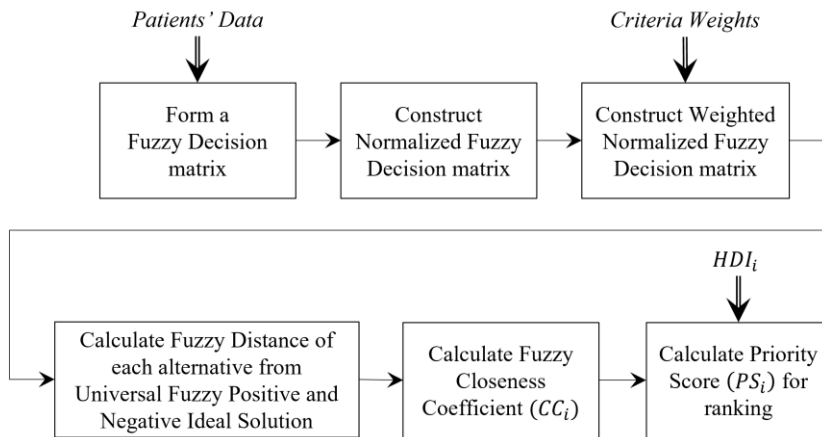 Patients' Data
Criteria Weights
Form a
Fuzzy Decision
matrix
Construct
Normalized Fuzzy
Decision matrix
Construct Weighted
Normalized Fuzzy
Decision matrix
HDI_i
Calculate Fuzzy Distance of
each alternative from
Universal Fuzzy Positive and
Negative Ideal Solution
Calculate Fuzzy
Closeness
Coefficient (CC_i)
Calculate Priority
Score (PS_i) for
ranking